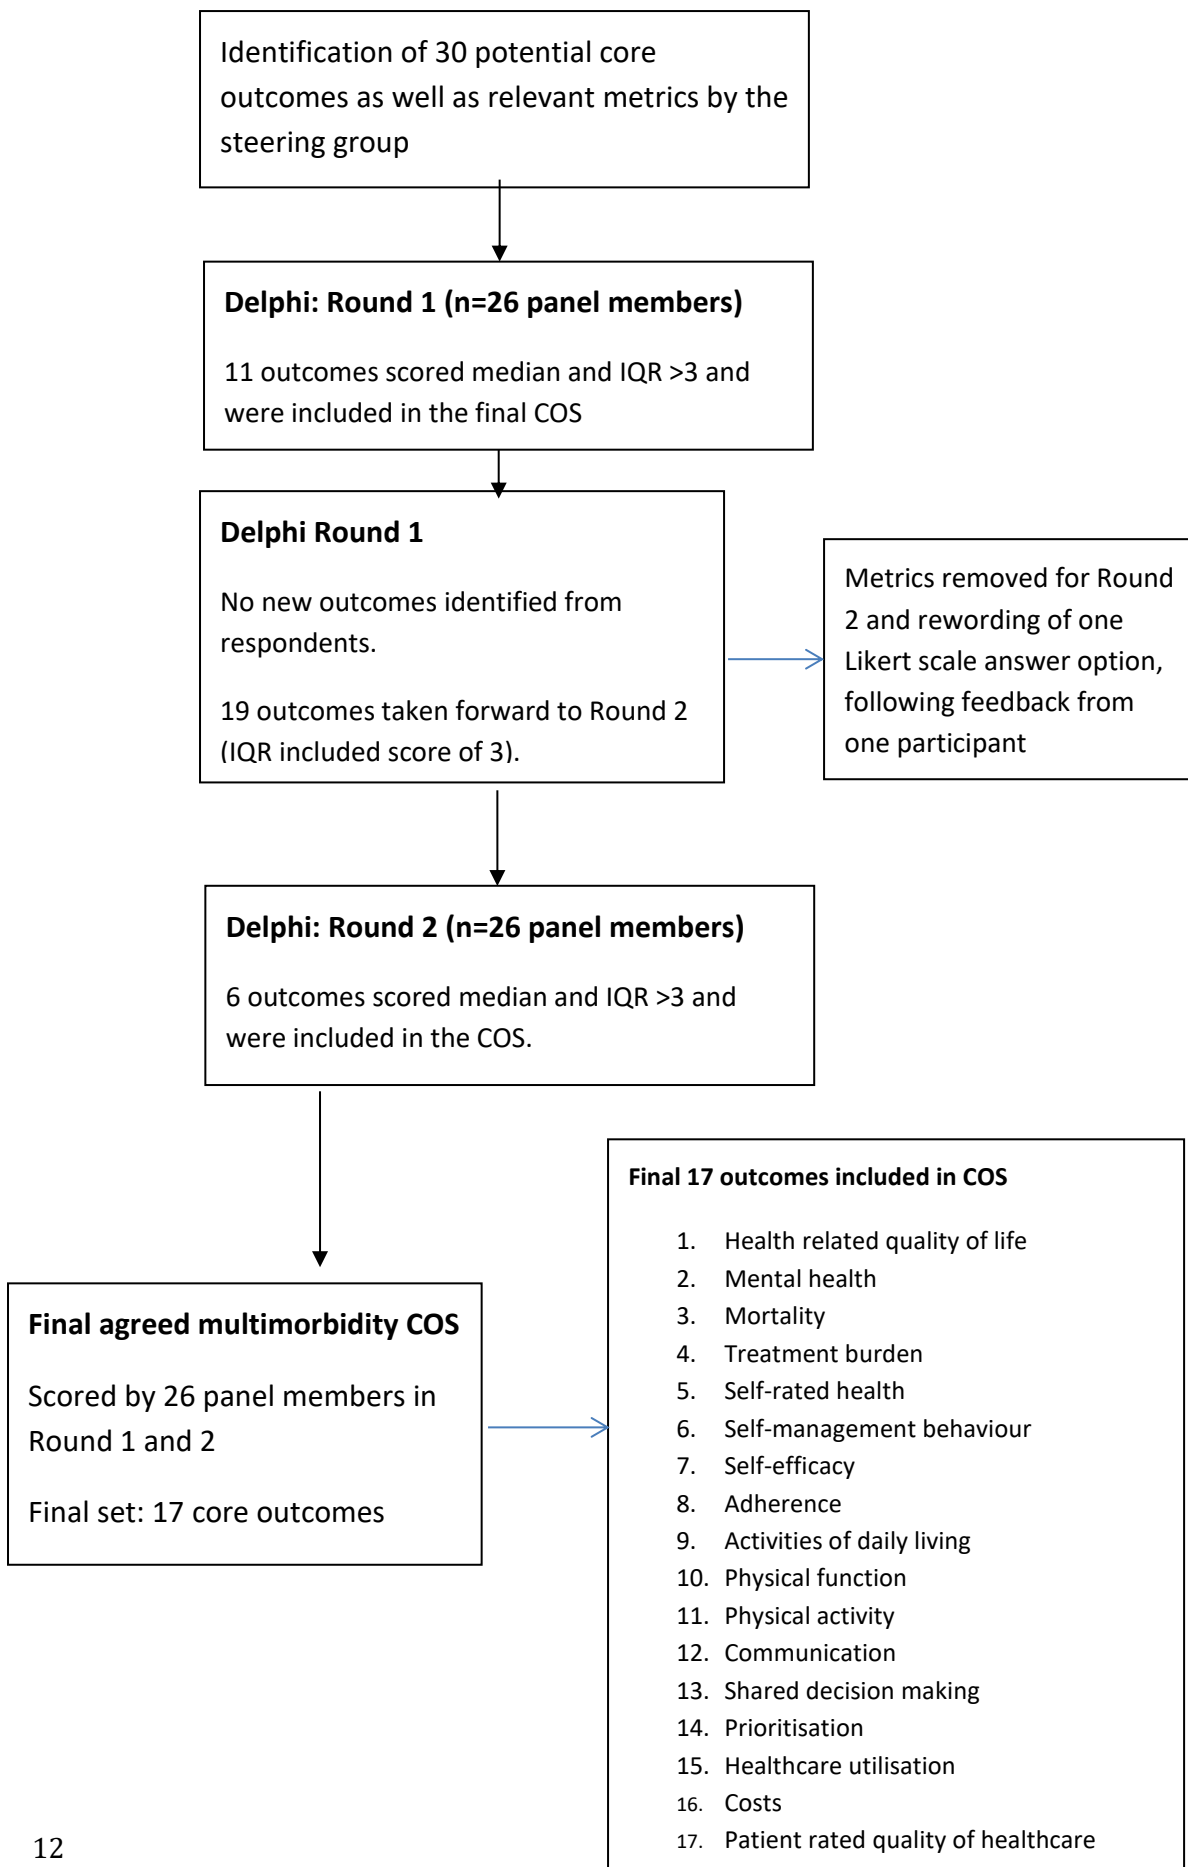 Identification of 30 potential core
outcomes as well as relevant metrics by the
steering group
Delphi: Round 1 (n=26 panel members)
11 outcomes scored median and IQR >3 and
were included in the final COS
Delphi Round 1
No new outcomes identified from
respondents.
19 outcomes taken forward to Round 2
(IQR included score of 3).
Metrics removed for Round
2 and rewording of one
Likert scale answer option,
following feedback from
one participant
Delphi: Round 2 (n=26 panel members)
6 outcomes scored median and IQR >3 and
were included in the COS.
Final agreed multimorbidity COS
Scored by 26 panel members in
Round 1 and 2
Final set: 17 core outcomes
Final 17 outcomes included in COS
1. Health related quality of life
2. Mental health
3. Mortality
4. Treatment burden
5. Self-rated health
6. Self-management behaviour
7. Self-efficacy
8. Adherence
9. Activities of daily living
10. Physical function
11. Physical activity
12. Communication
13. Shared decision making
14. Prioritisation
15. Healthcare utilisation
16. Costs
17. Patient rated quality of healthcare
12